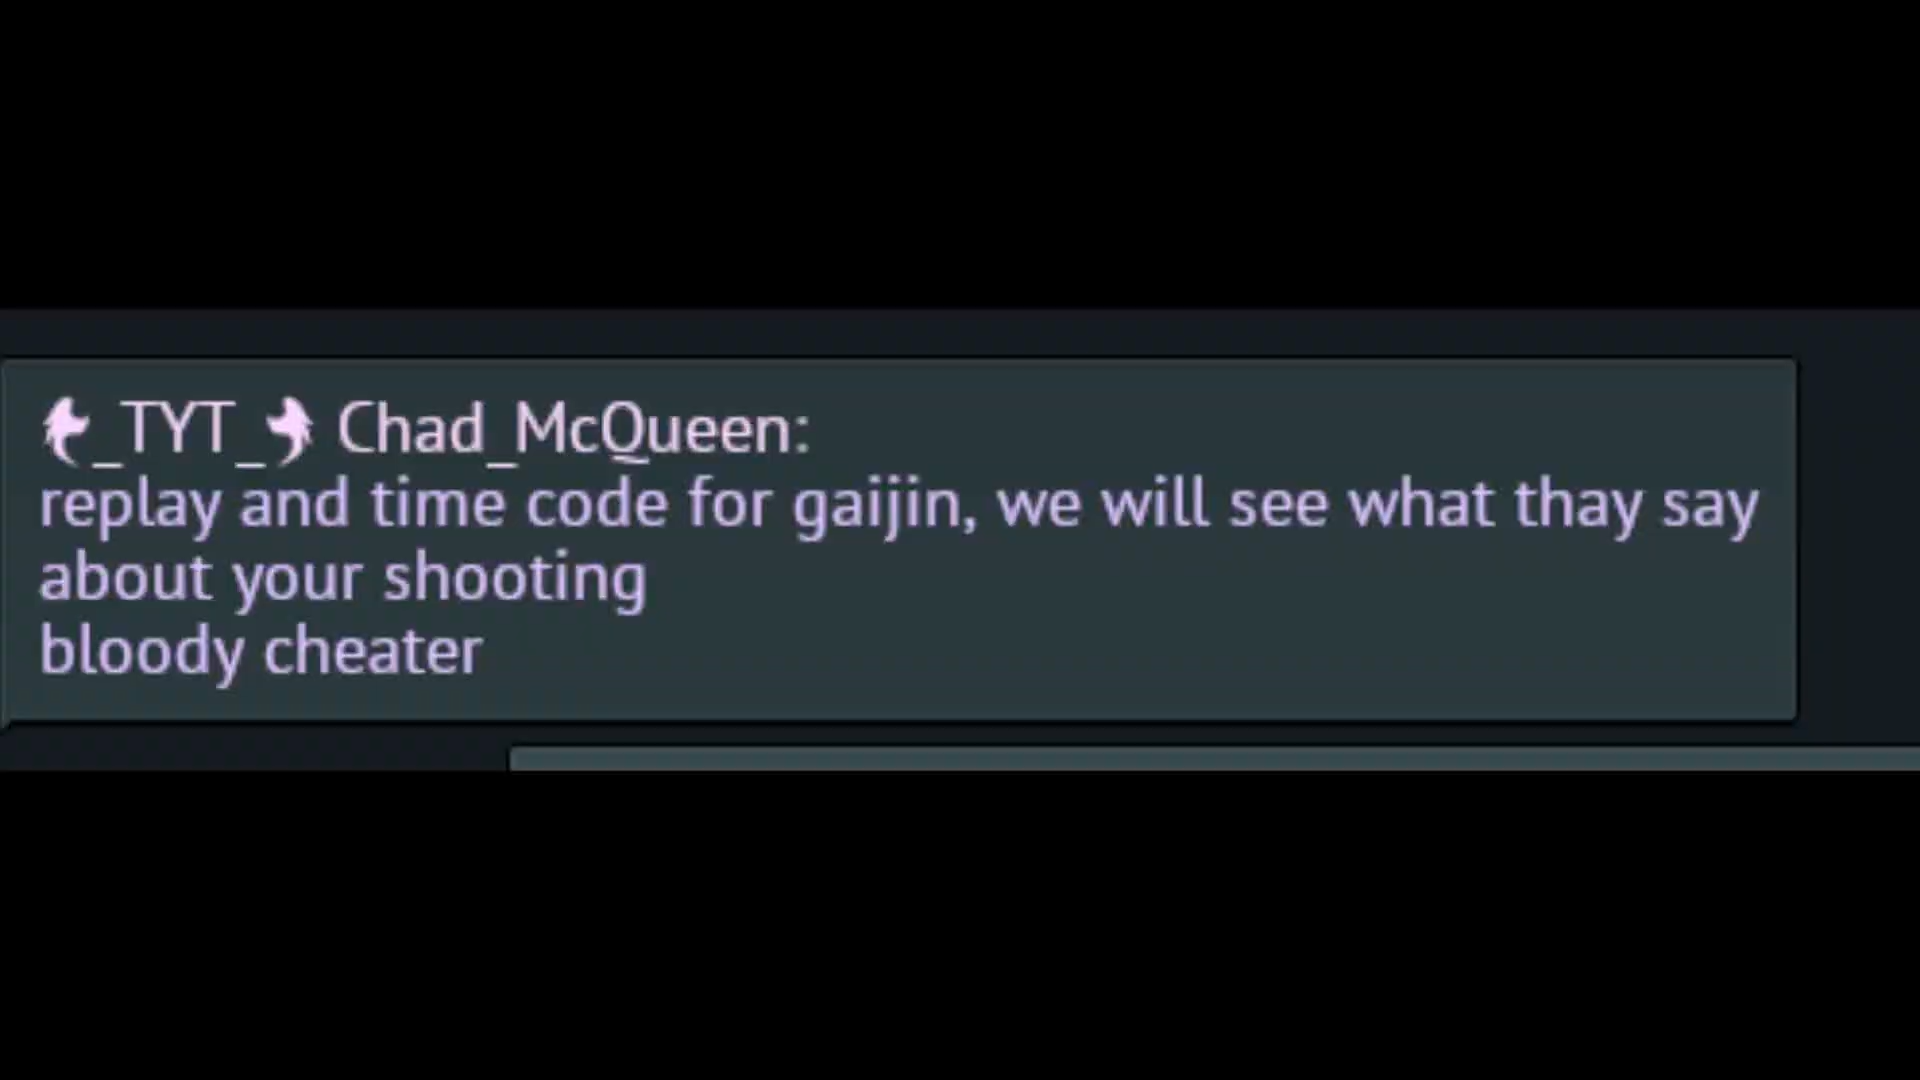 _TYT_ Chad_McQueen:
replay and time code for gaijin, we will see what thay say
about your shooting
bloody cheater